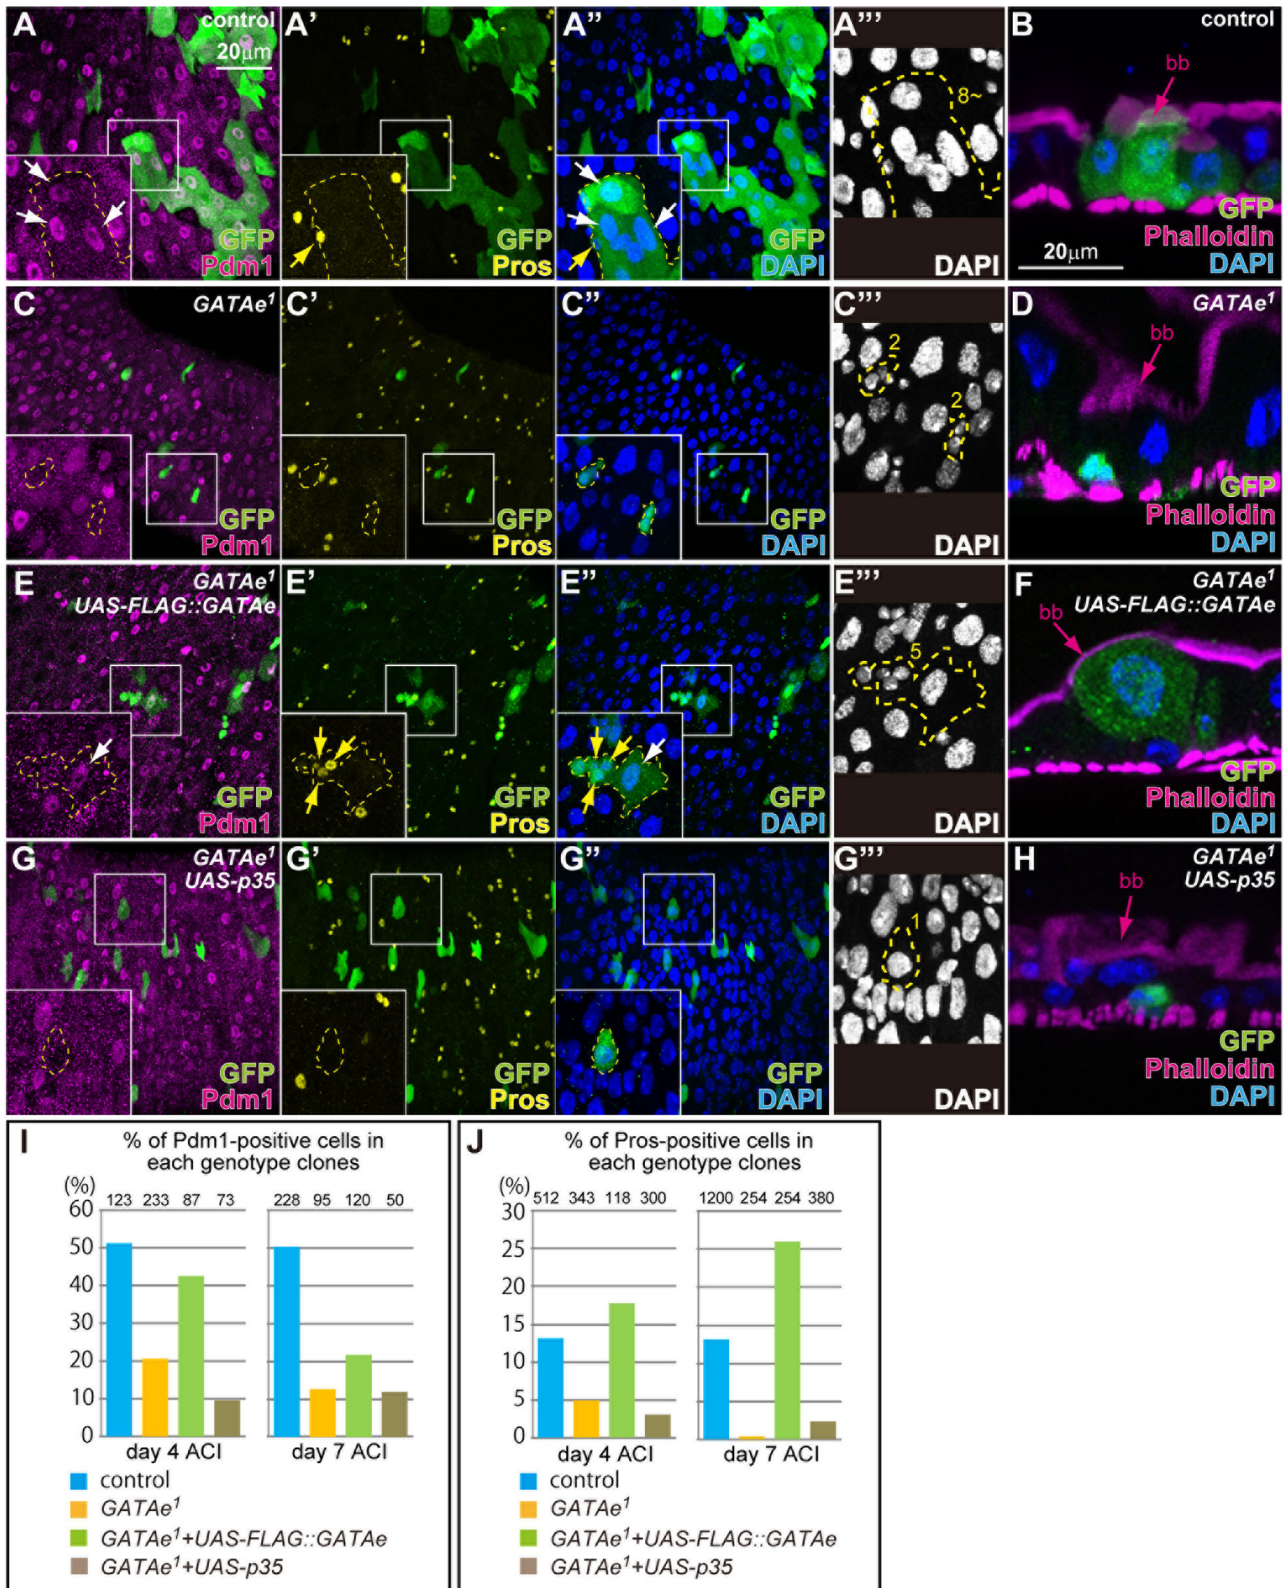 A
control
20μm
GFP
Pdm1
A'
GFP
Pros
A''
GFP
DAPI
A'''
8~
DAPI
B
control
bb
GFP
Phalloidin
DAPI
20μm
C
GATAe¹
GFP
Pdm1
C'
GFP
Pros
C''
GFP
DAPI
C'''
2
2
DAPI
D
GATAe¹
bb
GFP
Phalloidin
DAPI
E
GATAe¹
UAS-FLAG::GATAe
GFP
Pdm1
E'
GFP
Pros
E''
GFP
DAPI
E'''
5
DAPI
F
GATAe¹
UAS-FLAG::GATAe
bb
GFP
Phalloidin
DAPI
G
GATAe¹
UAS-p35
GFP
Pdm1
G'
GFP
Pros
G''
GFP
DAPI
G'''
1
DAPI
H
GATAe¹
UAS-p35
bb
GFP
Phalloidin
DAPI
I
% of Pdm1-positive cells in
each genotype clones
(%)
123 233 87 73 228 95 120 50
60
50
40
30
20
10
0
day 4 ACI day 7 ACI
control
GATAe¹
GATAe¹+UAS-FLAG::GATAe
GATAe¹+UAS-p35
J
% of Pros-positive cells in
each genotype clones
(%)
512 343 118 300 1200 254 254 380
30
25
20
15
10
5
0
day 4 ACI day 7 ACI
control
GATAe¹
GATAe¹+UAS-FLAG::GATAe
GATAe¹+UAS-p35